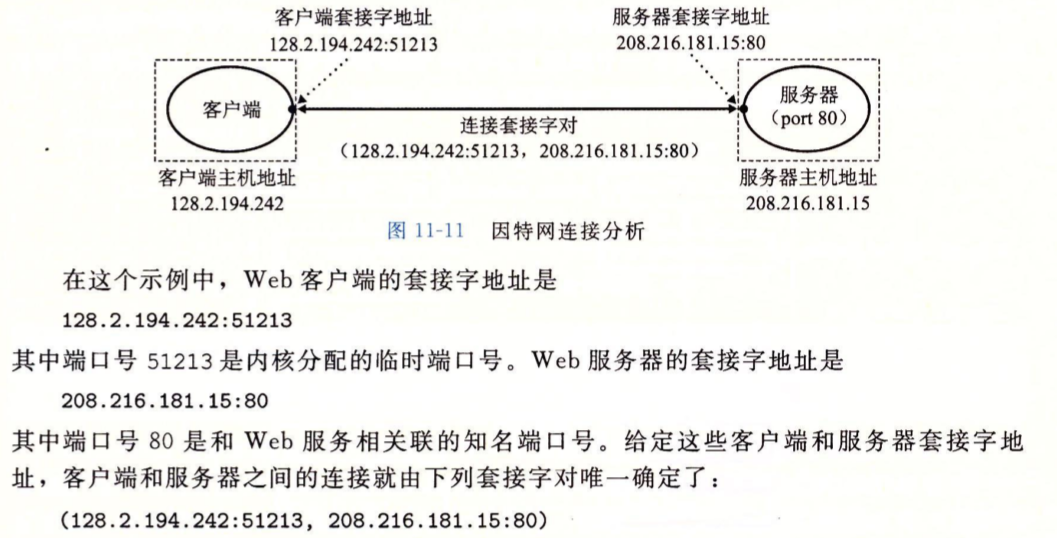 客户端套接字地址
128.2.194.242:51213
服务器套接字地址
208.216.181.15:80
客户端
服务器
（port 80）
连接套接字对
（128.2.194.242:51213，208.216.181.15:80）
客户端主机地址
128.2.194.242
服务器主机地址
208.216.181.15
图 11-11 因特网连接分析
在这个示例中，Web 客户端的套接字地址是
128.2.194.242:51213
其中端口号 51213 是内核分配的临时端口号。Web 服务器的套接字地址是
208.216.181.15:80
其中端口号 80 是和 Web 服务相关联的知名端口号。给定这些客户端和服务器套接字地
址，客户端和服务器之间的连接就由下列套接字对唯一确定了：
(128.2.194.242:51213, 208.216.181.15:80)